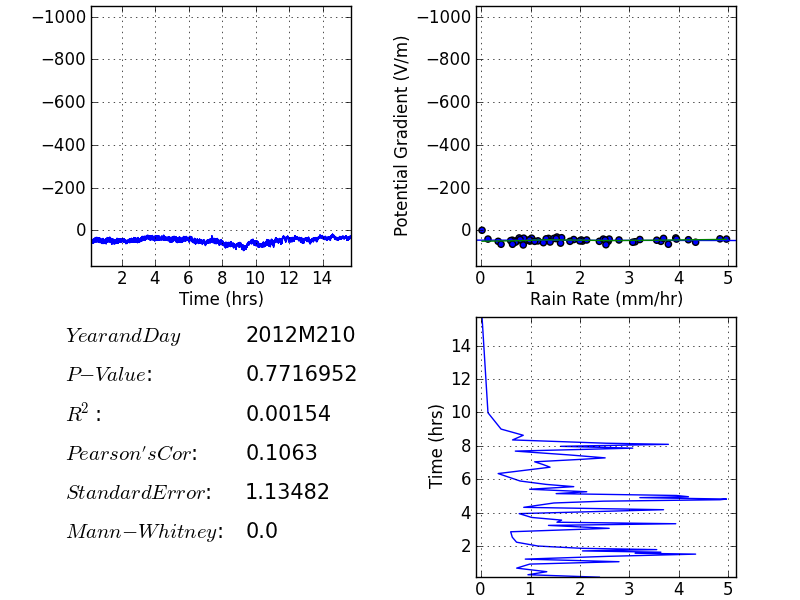 −1000
−800
−600
−400
−200
0
2 4 6 8 10 12 14
Time (hrs)
Potential Gradient (V/m)
−1000
−800
−600
−400
−200
0
0 1 2 3 4 5
Rain Rate (mm/hr)
YearandDay 2012M210
P−Value: 0.7716952
R²: 0.00154
Pearson'sCor: 0.1063
StandardError: 1.13482
Mann−Whitney: 0.0
Time (hrs)
14
12
10
8
6
4
2
0 1 2 3 4 5